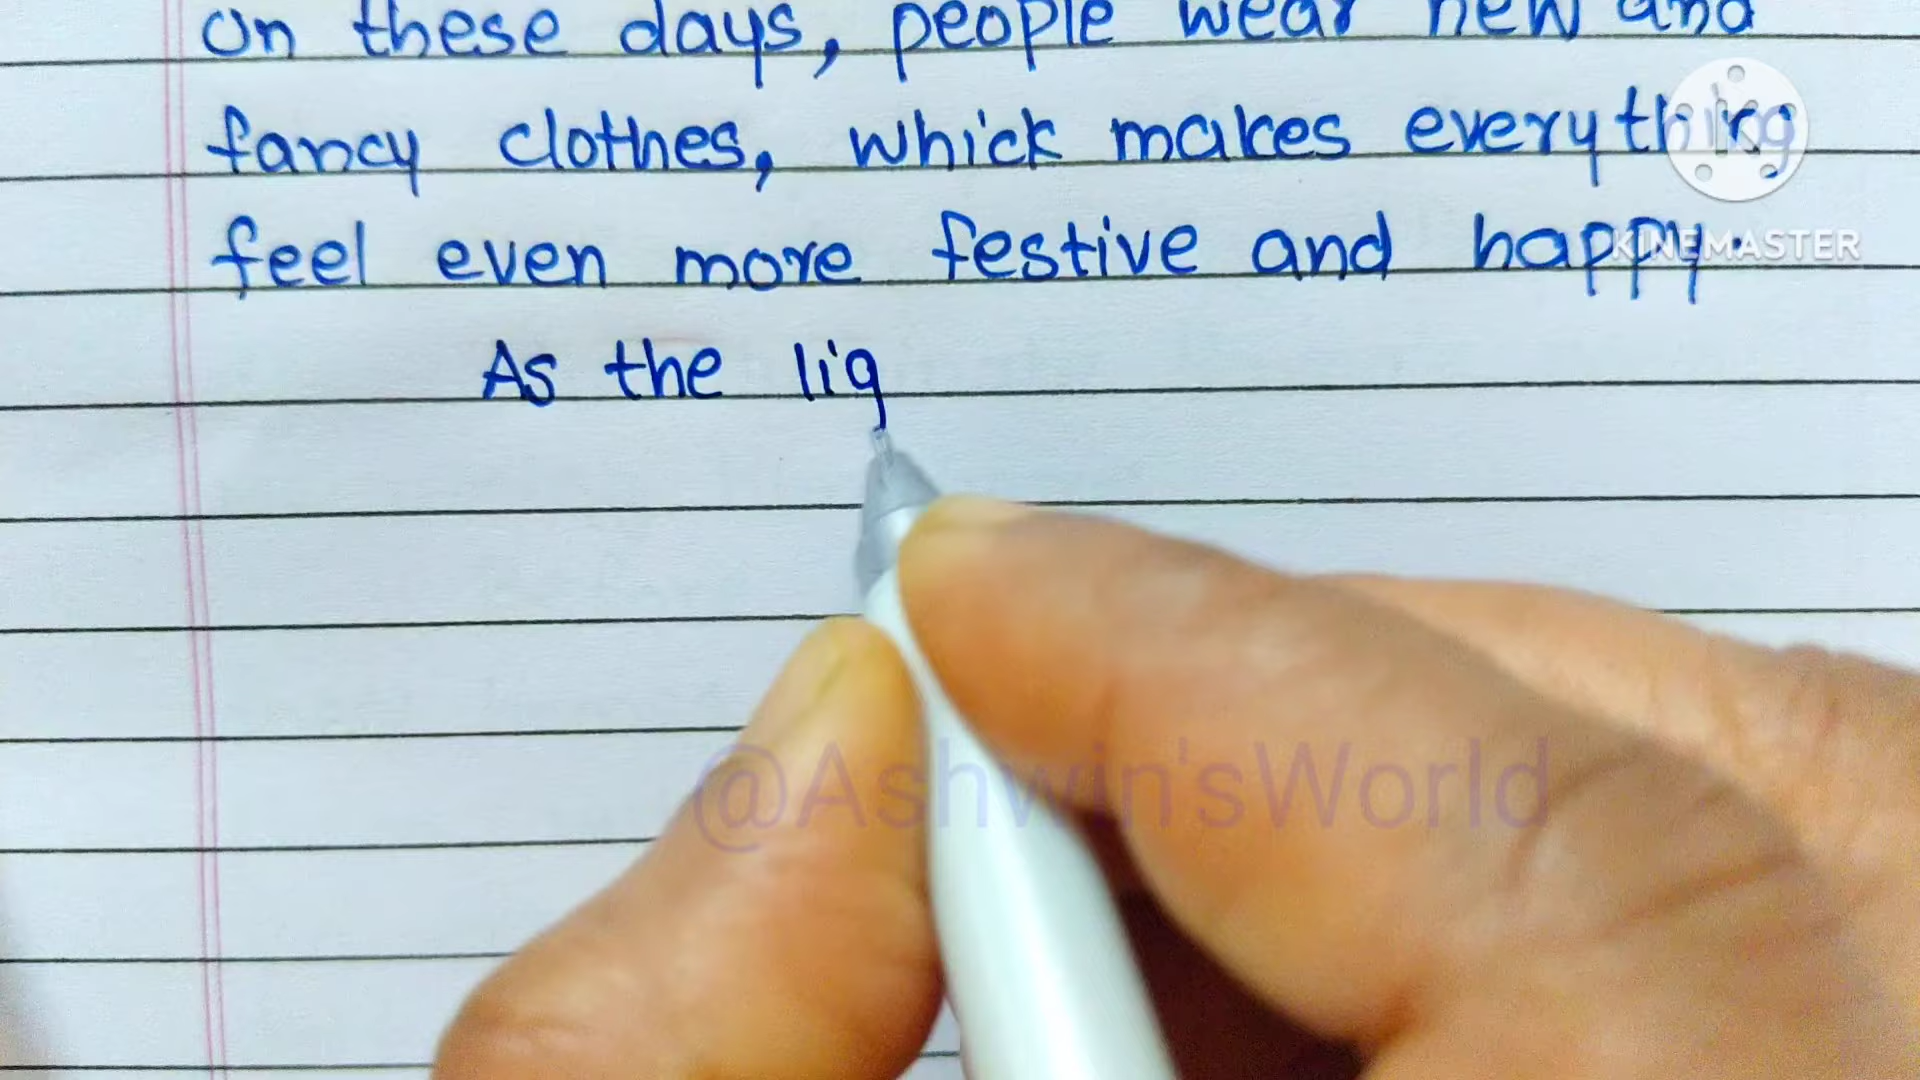 On these days, people wear new and
fancy clothes, whick makes everything
feel even more festive and happy.
As the lig
KINEMASTER
@Ashwin'sWorld